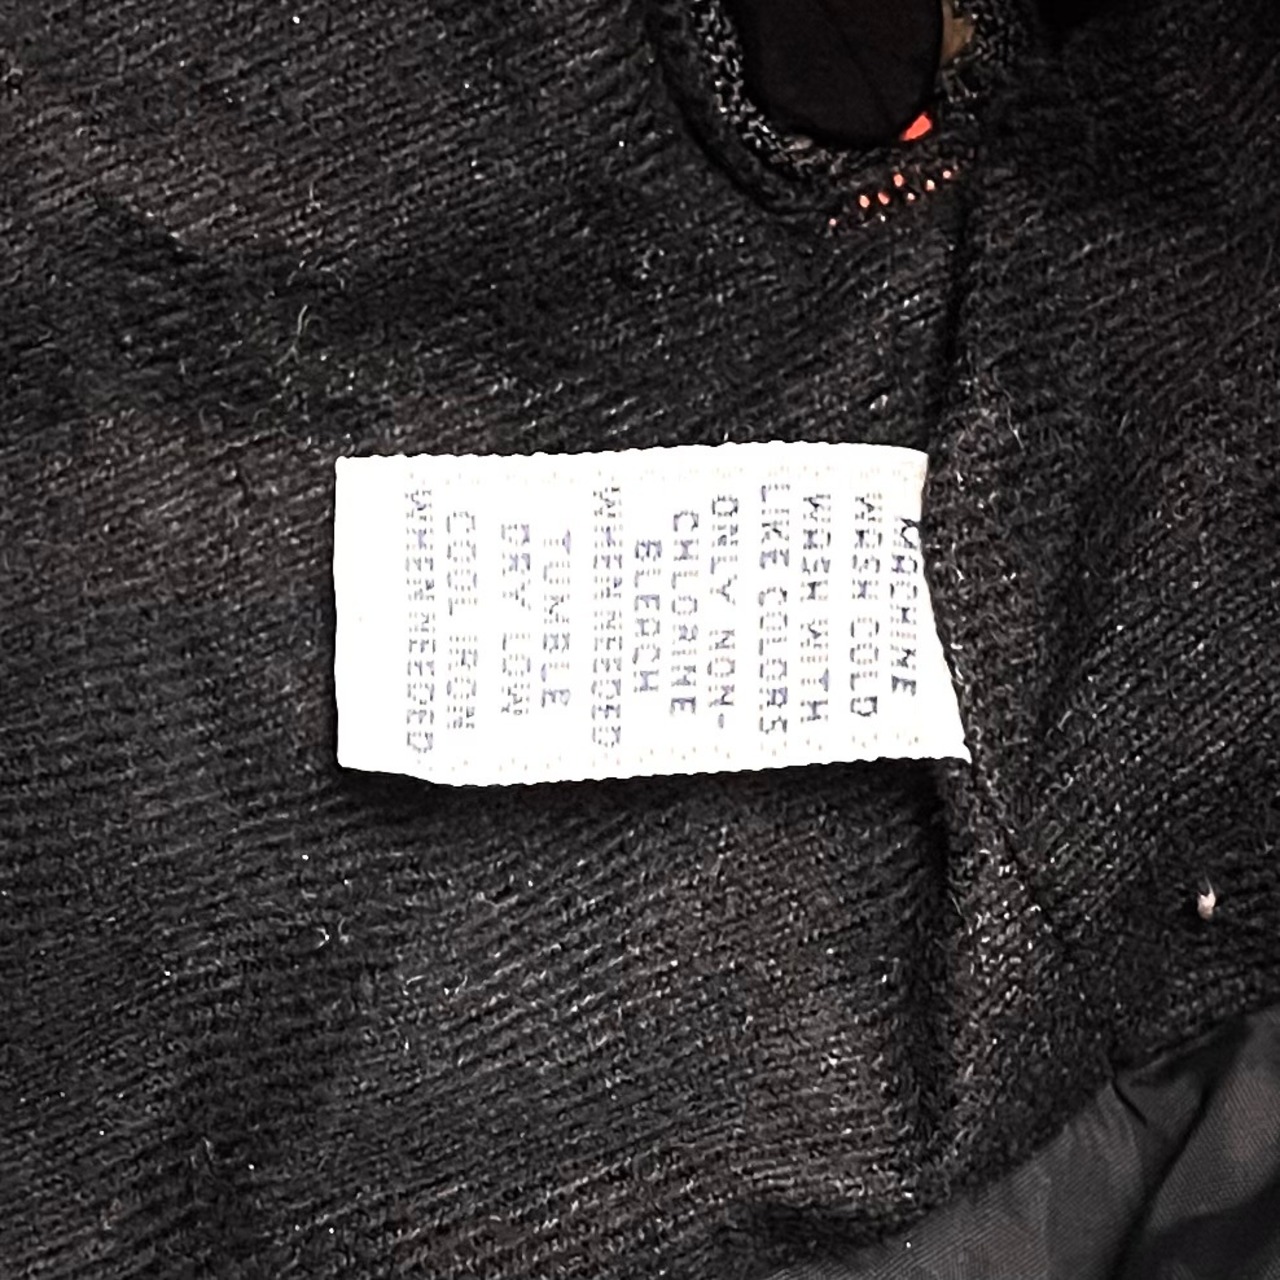 MACHINE
WASH COLD
WASH WITH
LIKE COLORS
ONLY NON-
CHLORINE
BLEACH
WHEN NEEDED
TUMBLE
DRY LOW
COOL IRON
WHEN NEEDED